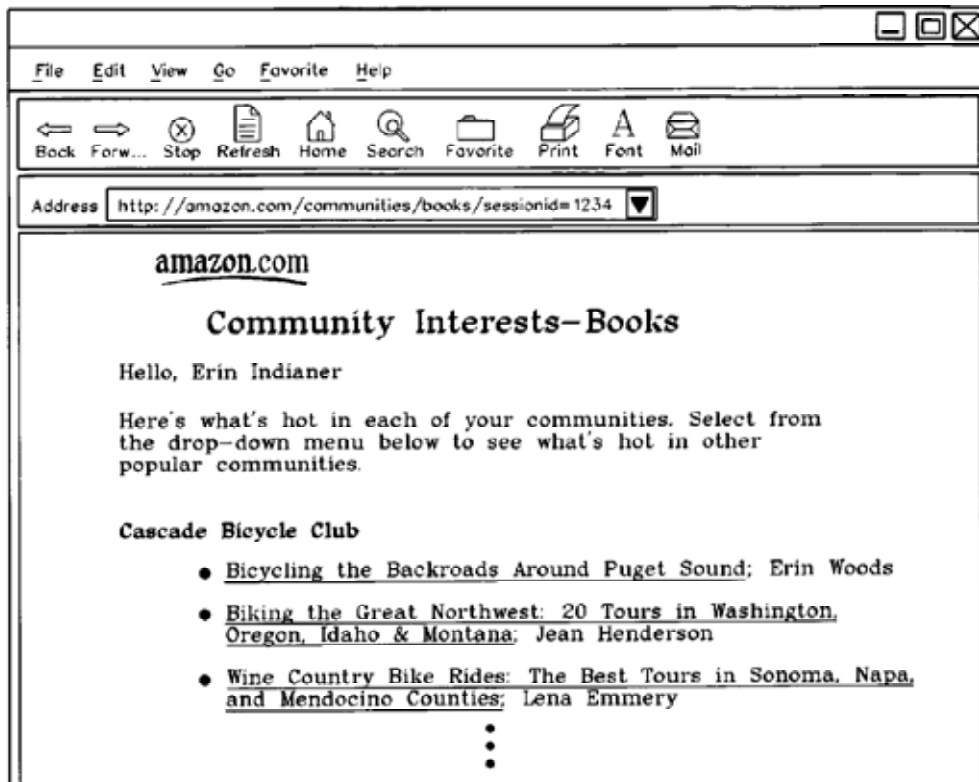 File Edit View Go Favorite Help
Back Forw... Stop Refresh Home Search Favorite Print Font Mail
Address http://amazon.com/communities/books/sessionid=1234
amazon.com
Community Interests-Books
Hello, Erin Indianer
Here's what's hot in each of your communities. Select from
the drop-down menu below to see what's hot in other
popular communities.
Cascade Bicycle Club
• Bicycling the Backroads Around Puget Sound; Erin Woods
• Biking the Great Northwest: 20 Tours in Washington,
Oregon, Idaho & Montana; Jean Henderson
• Wine Country Bike Rides: The Best Tours in Sonoma, Napa,
and Mendocino Counties; Lena Emmery